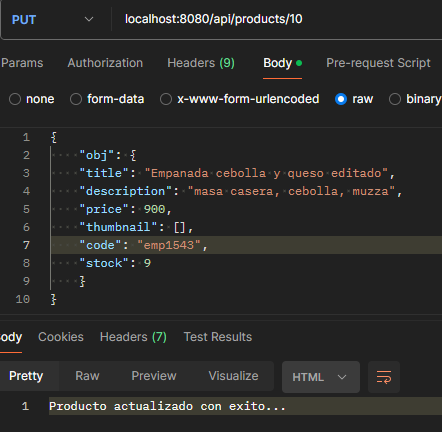 PUT localhost:8080/api/products/10
Params Authorization Headers (9) Body Pre-request Script
none form-data x-www-form-urlencoded raw binary
1 {
2 "obj": {
3 "title": "Empanada cebolla y queso editado",
4 "description": "masa casera, cebolla, muzza",
5 "price": 900,
6 "thumbnail": [],
7 "code": "emp1543",
8 "stock": 9
9 }
10 }
Body Cookies Headers (7) Test Results
Pretty Raw Preview Visualize HTML
1 Producto actualizado con exito...